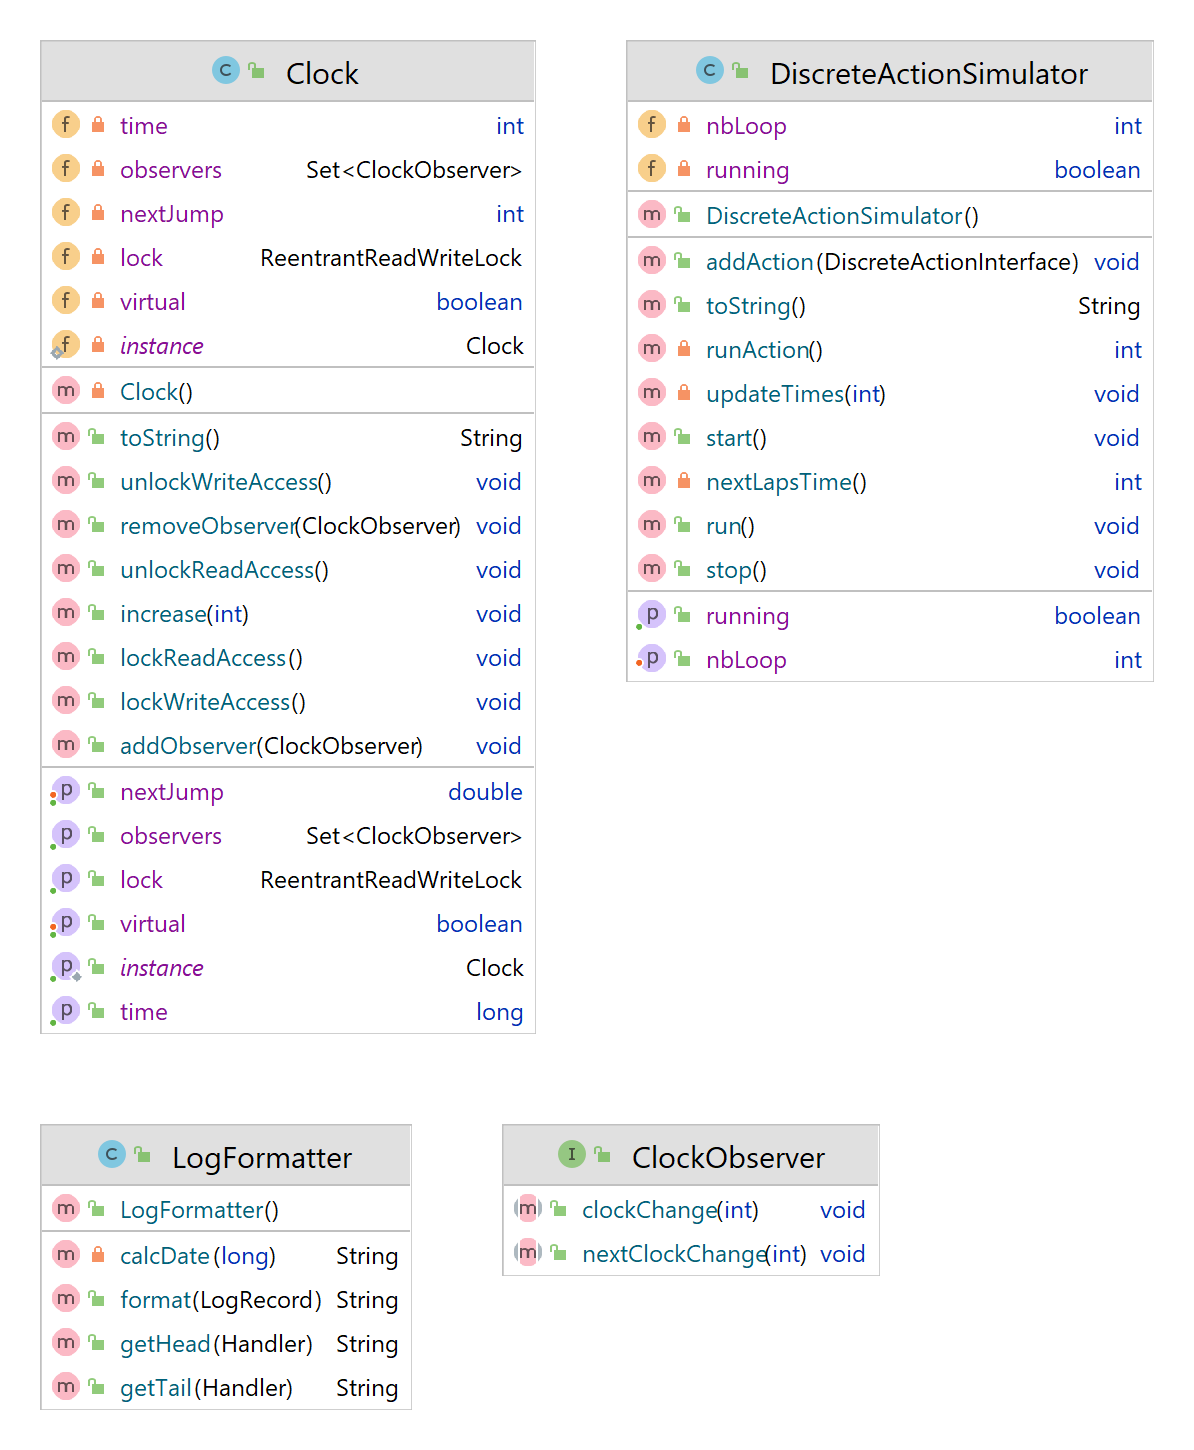 C Clock
f time int
f observers Set<ClockObserver>
f nextJump int
f lock ReentrantReadWriteLock
f virtual boolean
f instance Clock
m Clock()
m toString() String
m unlockWriteAccess() void
m removeObserver(ClockObserver) void
m unlockReadAccess() void
m increase(int) void
m lockReadAccess() void
m lockWriteAccess() void
m addObserver(ClockObserver) void
p nextJump double
p observers Set<ClockObserver>
p lock ReentrantReadWriteLock
p virtual boolean
p instance Clock
p time long
C DiscreteActionSimulator
f nbLoop int
f running boolean
m DiscreteActionSimulator()
m addAction(DiscreteActionInterface) void
m toString() String
m runAction() int
m updateTimes(int) void
m start() void
m nextLapsTime() int
m run() void
m stop() void
p running boolean
p nbLoop int
C LogFormatter
m LogFormatter()
m calcDate(long) String
m format(LogRecord) String
m getHead(Handler) String
m getTail(Handler) String
I ClockObserver
m clockChange(int) void
m nextClockChange(int) void